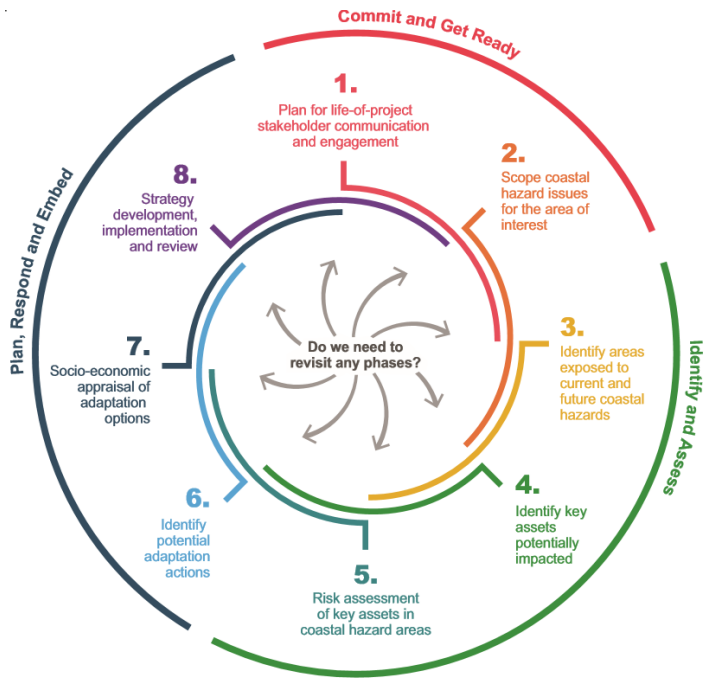 Commit and Get Ready
1.
Plan for life-of-project
stakeholder communication
and engagement
2.
Scope coastal
hazard issues
for the area of
interest
Identify and Assess
3.
Identify areas
exposed to
current and
future coastal
hazards
4.
Identify key
assets
potentially
impacted
5.
Risk assessment
of key assets in
coastal hazard areas
Plan, Respond and Embed
6.
Identify
potential
adaptation
actions
7.
Socio-economic
appraisal of
adaptation
options
8.
Strategy
development,
implementation
and review
Do we need to
revisit any phases?